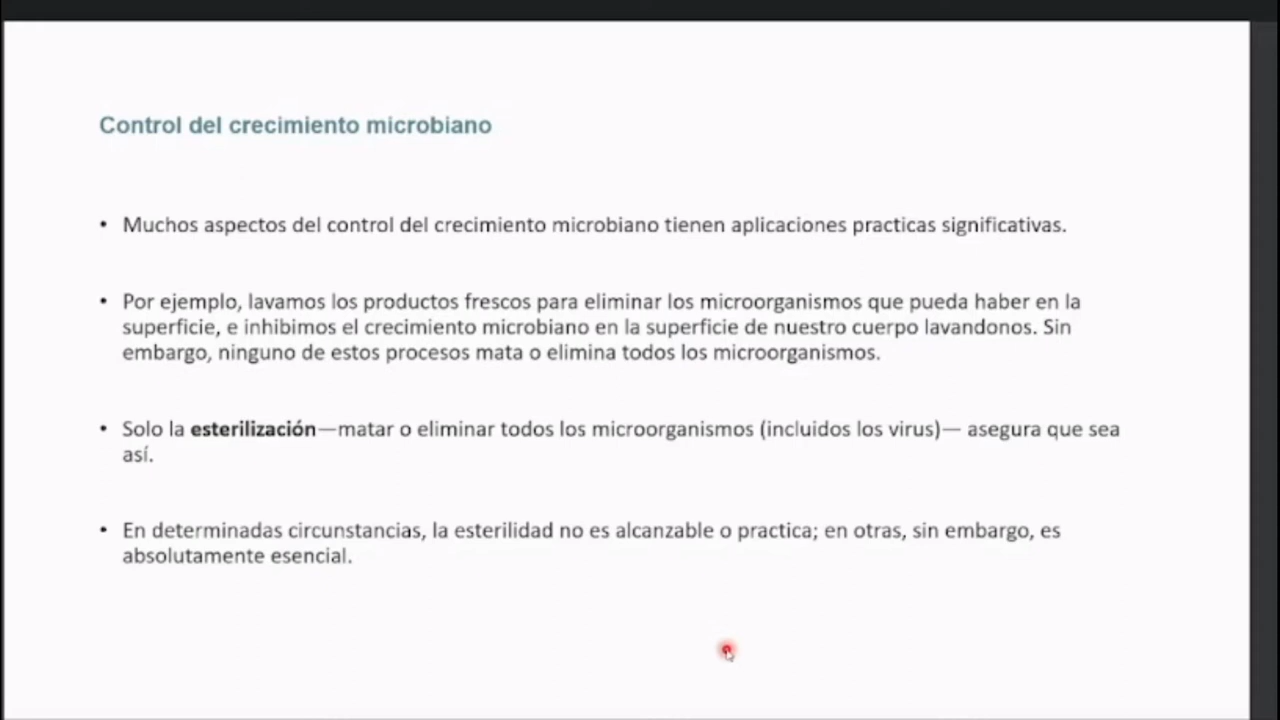 Control del crecimiento microbiano
• Muchos aspectos del control del crecimiento microbiano tienen aplicaciones practicas significativas.
• Por ejemplo, lavamos los productos frescos para eliminar los microorganismos que pueda haber en la
superficie, e inhibimos el crecimiento microbiano en la superficie de nuestro cuerpo lavandonos. Sin
embargo, ninguno de estos procesos mata o elimina todos los microorganismos.
• Solo la esterilización—matar o eliminar todos los microorganismos (incluidos los virus)— asegura que sea
así.
• En determinadas circunstancias, la esterilidad no es alcanzable o practica; en otras, sin embargo, es
absolutamente esencial.